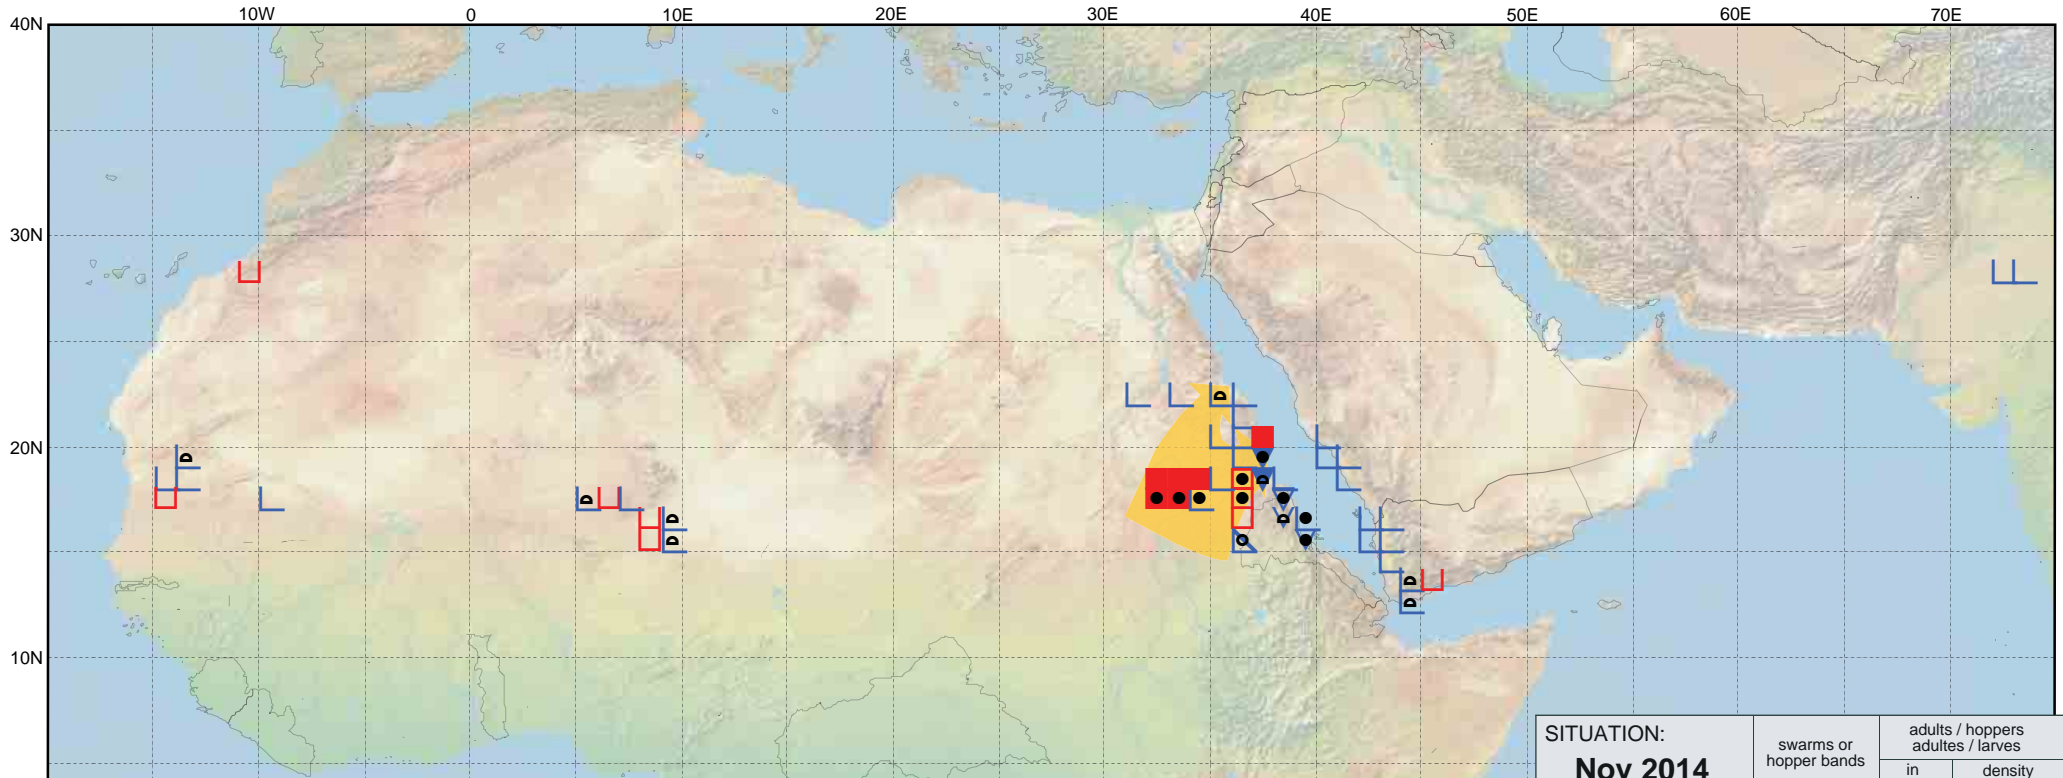 10W 0 10E 20E 30E 40E 50E 60E 70E
40N
30N
20N
10N
D
D
D
D
D
D
D
D
D
SITUATION:
Nov 2014
swarms or
hopper bands
adults / hoppers
adultes / larves
in
density